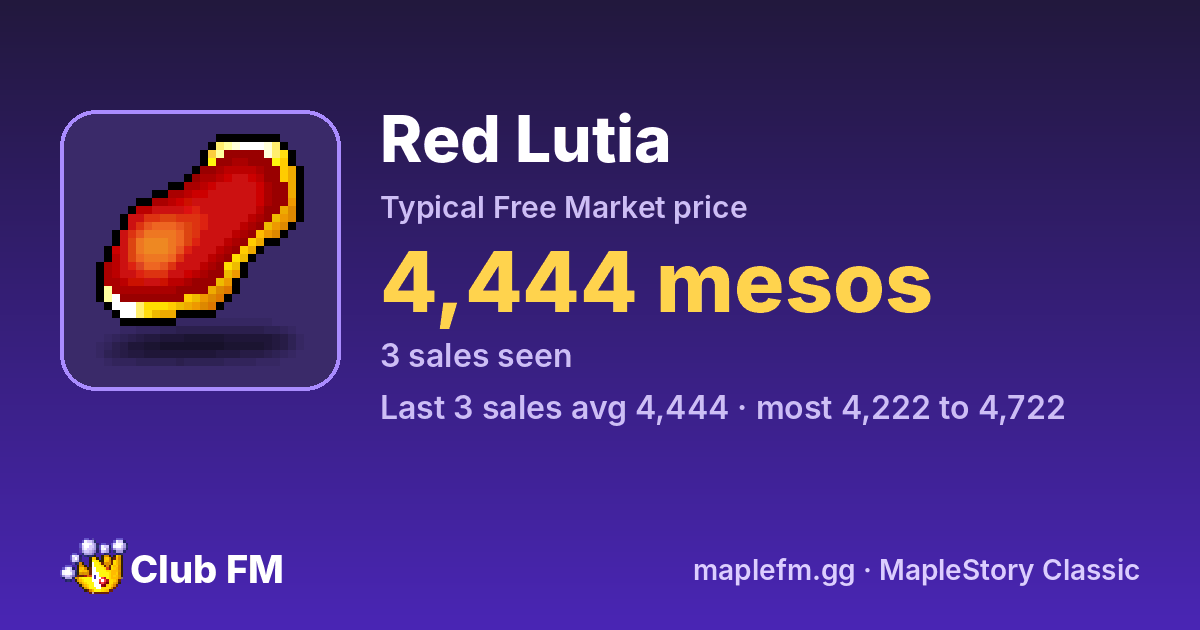 Red Lutia
Typical Free Market price
4,444 mesos
3 sales seen
Last 3 sales avg 4,444 · most 4,222 to 4,722
Club FM
maplefm.gg · MapleStory Classic